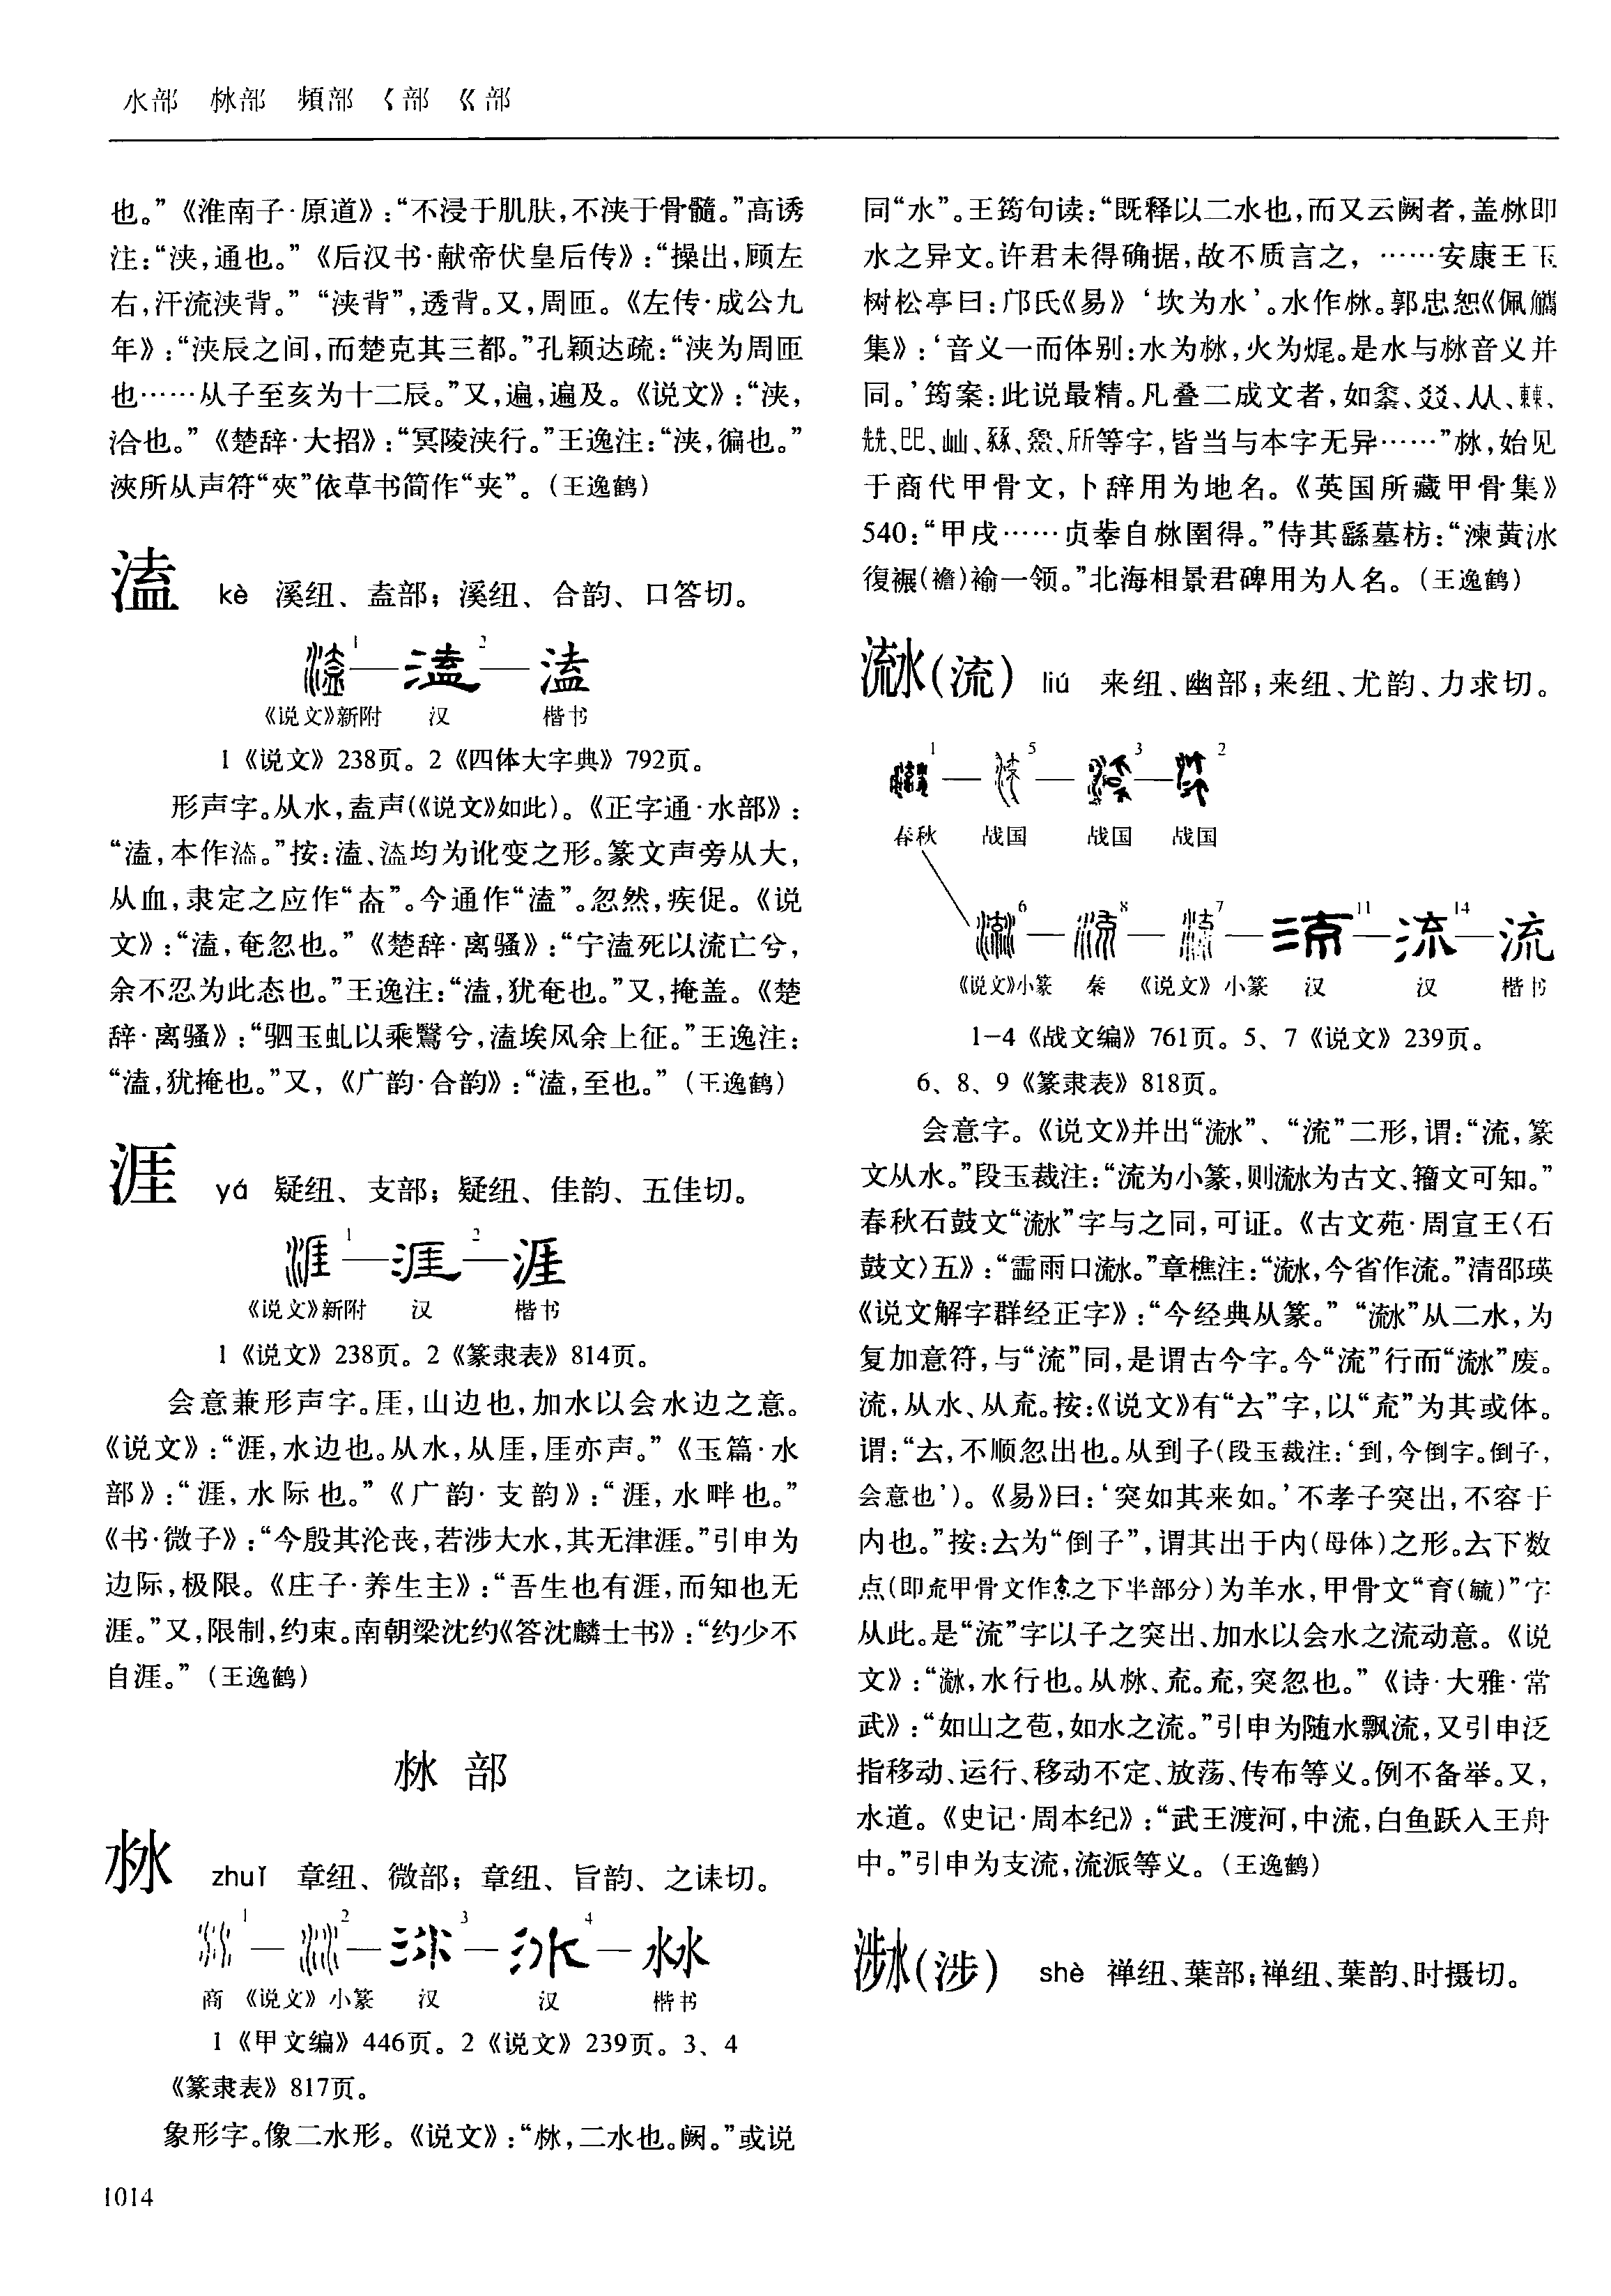 水部 沝部 頻部 𡿨部 巜部
也。”《淮南子·原道》:“不浸于肌肤,不浃于骨髓。”高诱
注:“浃,通也。”《后汉书·献帝伏皇后传》:“操出,顾左
右,汗流浃背。”“浃背”,透背。又,周匝。《左传·成公九
年》:“浃辰之间,而楚克其三都。”孔颖达疏:“浃为周匝
也……从子至亥为十二辰。”又,遍,遍及。《说文》:“浃,
洽也。”《楚辞·大招》:“冥陵浃行。”王逸注:“浃,徧也。”
浹所从声符“夾”依草书简作“夹”。(王逸鹤)
溘 kè 溪纽、盍部;溪纽、合韵、口答切。
1 2
溘 溘
《说文》新附 汉 楷书
1《说文》238页。2《四体大字典》792页。
形声字。从水,盍声(《说文》如此)。《正字通·水部》:
“溘,本作㵣。”按:溘、㵣均为讹变之形。篆文声旁从大,
从血,隶定之应作“盇”。今通作“溘”。忽然,疾促。《说
文》:“溘,奄忽也。”《楚辞·离骚》:“宁溘死以流亡兮,
余不忍为此态也。”王逸注:“溘,犹奄也。”又,掩盖。《楚
辞·离骚》:“驷玉虬以乘鷖兮,溘埃风余上征。”王逸注:
“溘,犹掩也。”又,《广韵·合韵》:“溘,至也。”(王逸鹤)
涯 yá 疑纽、支部;疑纽、佳韵、五佳切。
1 2
涯 涯 涯
《说文》新附 汉 楷书
1《说文》238页。2《篆隶表》814页。
会意兼形声字。厓,山边也,加水以会水边之意。
《说文》:“涯,水边也。从水,从厓,厓亦声。”《玉篇·水
部》:“涯,水际也。”《广韵·支韵》:“涯,水畔也。”
《书·微子》:“今殷其沦丧,若涉大水,其无津涯。”引申为
边际,极限。《庄子·养生主》:“吾生也有涯,而知也无
涯。”又,限制,约束。南朝梁沈约《答沈麟士书》:“约少不
自涯。”(王逸鹤)
沝部
沝 zhuǐ 章纽、微部;章纽、旨韵、之诔切。
1 2 3 4
沝
商 《说文》小篆 汉 汉 楷书
1《甲文编》446页。2《说文》239页。3、4
《篆隶表》817页。
象形字。像二水形。《说文》:“沝,二水也。阙。”或说
1014
同“水”。王筠句读:“既释以二水也,而又云阙者,盖沝即
水之异文。许君未得确据,故不质言之,……安康王玉
树松亭曰:邝氏《易》‘坎为水’。水作沝。郭忠恕《佩觿
集》:‘音义一而体别:水为沝,火为㷄。是水与沝音义并
同。’筠案:此说最精。凡叠二成文者,如、㸚、从、𣡌、
兟、㔾、屾、豩、、斦等字,皆当与本字无异……”沝,始见
于商代甲骨文,卜辞用为地名。《英国所藏甲骨集》
540:“甲戌……贞𠦪自沝圉得。”侍其繇墓枋:“湅黄冰
復褔(襜)褕一领。”北海相景君碑用为人名。(王逸鹤)
㳅(流) liú 来纽、幽部;来纽、尤韵、力求切。
1 5 3 2
春秋 战国 战国 战国
6 8 7 11 14
流 流
《说文》小篆 秦 《说文》小篆 汉 汉 楷书
1-4《战文编》761页。5、7《说文》239页。
6、8、9《篆隶表》818页。
会意字。《说文》并出“𣻏”、“流”二形,谓:“流,篆
文从水。”段玉裁注:“流为小篆,则𣻏为古文、籀文可知。”
春秋石鼓文“𣻏”字与之同,可证。《古文苑·周宣王〈石
鼓文〉五》:“霝雨口𣻏。”章樵注:“𣻏,今省作流。”清邵瑛
《说文解字群经正字》:“今经典从篆。”“𣻏”从二水,为
复加意符,与“流”同,是谓古今字。今“流”行而“𣻏”废。
流,从水、从㐬。按:《说文》有“𠫓”字,以“㐬”为其或体。
谓:“𠫓,不顺忽出也。从到子(段玉裁注:‘到,今倒字。倒子,
会意也’)。《易》曰:‘突如其来如。’不孝子突出,不容于
内也。”按:𠫓为“倒子”,谓其出于内(母体)之形。𠫓下数
点(即㐬甲骨文作之下半部分)为羊水,甲骨文“育(毓)”字
从此。是“流”字以子之突出、加水以会水之流动意。《说
文》:“𣻏,水行也。从沝、㐬。㐬,突忽也。”《诗·大雅·常
武》:“如山之苞,如水之流。”引申为随水飘流,又引申泛
指移动、运行、移动不定、放荡、传布等义。例不备举。又,
水道。《史记·周本纪》:“武王渡河,中流,白鱼跃入王舟
中。”引申为支流,流派等义。(王逸鹤)
𣻏(涉) shè 禅纽、葉部;禅纽、葉韵、时摄切。